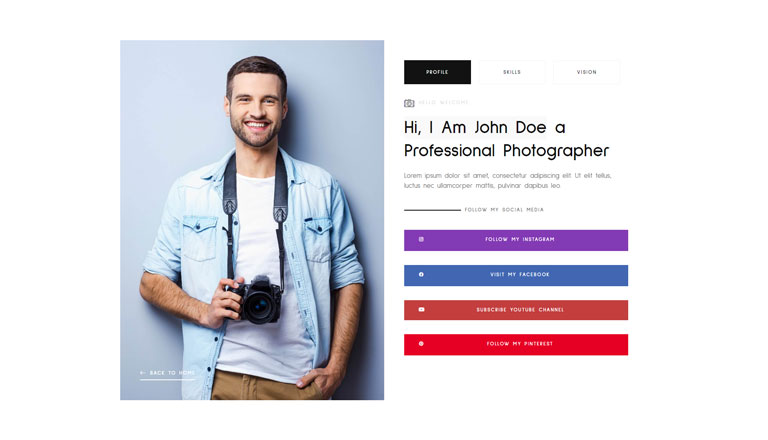 PROFILE
SKILLS
VISION
HELLO WELCOME
Hi, I Am John Doe a
Professional Photographer
Lorem ipsum dolor sit amet, consectetur adipiscing elit. Ut elit tellus,
luctus nec ullamcorper mattis, pulvinar dapibus leo.
FOLLOW MY SOCIAL MEDIA
FOLLOW MY INSTAGRAM
VISIT MY FACEBOOK
SUBSCRIBE YOUTUBE CHANNEL
FOLLOW MY PINTEREST
← BACK TO HOME